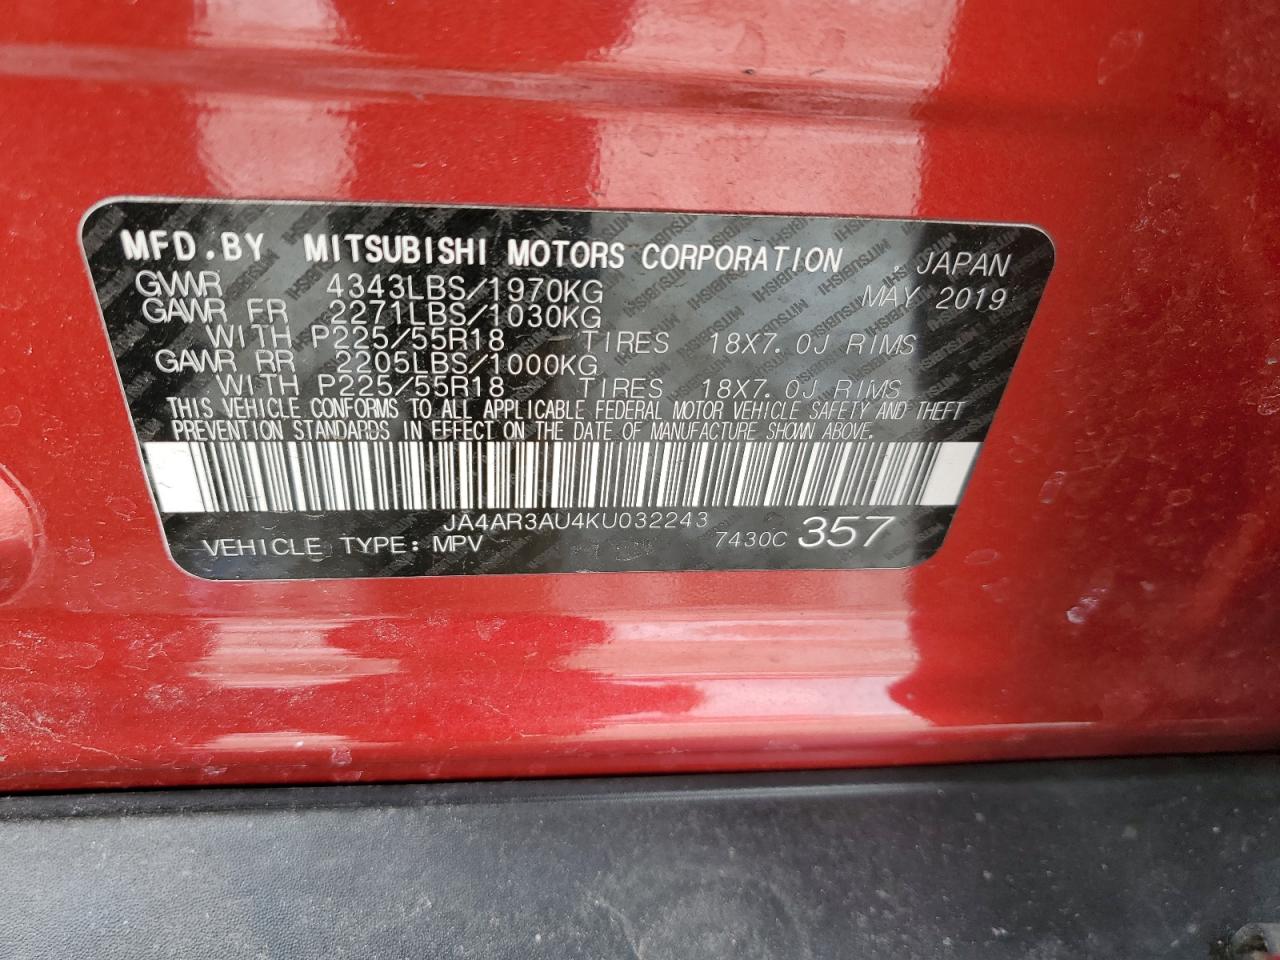 MFD.BY MITSUBISHI MOTORS CORPORATION JAPAN
GVWR 4343LBS/1970KG MAY 2019
GAWR FR 2271LBS/1030KG
WITH P225/55R18 TIRES 18X7.0J RIMS
GAWR RR 2205LBS/1000KG
WITH P225/55R18 TIRES 18X7.0J RIMS
THIS VEHICLE CONFORMS TO ALL APPLICABLE FEDERAL MOTOR VEHICLE SAFETY AND THEFT
PREVENTION STANDARDS IN EFFECT ON THE DATE OF MANUFACTURE SHOWN ABOVE.
JA4AR3AU4KU032243
VEHICLE TYPE: MPV 7430C 357